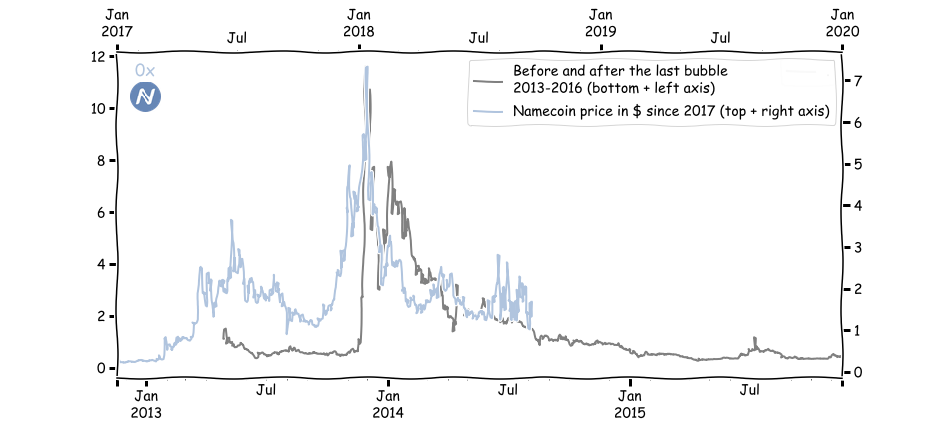 Jan
2017
Jul
Jan
2018
Jul
Jan
2019
Jul
Jan
2020
12
10
8
6
4
2
0
0x
N
Before and after the last bubble
2013-2016 (bottom + left axis)
Namecoin price in $ since 2017 (top + right axis)
7
6
5
4
3
2
1
0
Jan
2013
Jul
Jan
2014
Jul
Jan
2015
Jul